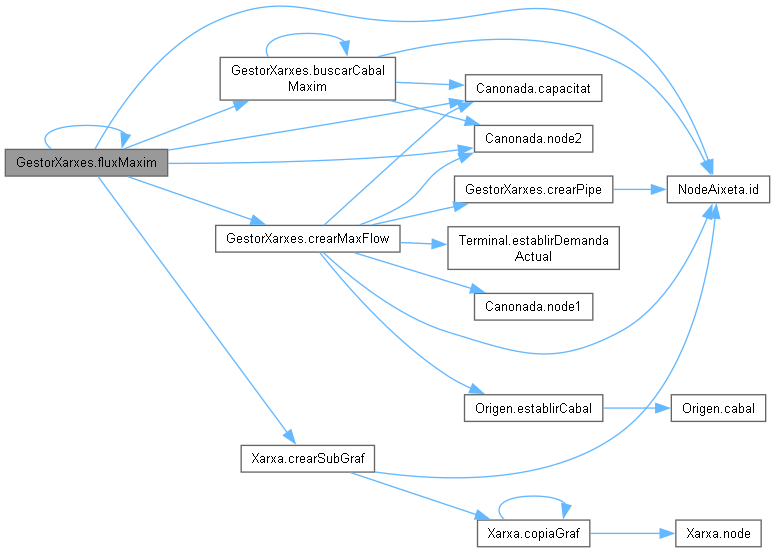 GestorXarxes.buscarCabal
Maxim
Canonada.capacitat
Canonada.node2
GestorXarxes.fluxMaxim
GestorXarxes.crearPipe
NodeAixeta.id
GestorXarxes.crearMaxFlow
Terminal.establirDemanda
Actual
Canonada.node1
Origen.establirCabal
Origen.cabal
Xarxa.crearSubGraf
Xarxa.copiaGraf
Xarxa.node